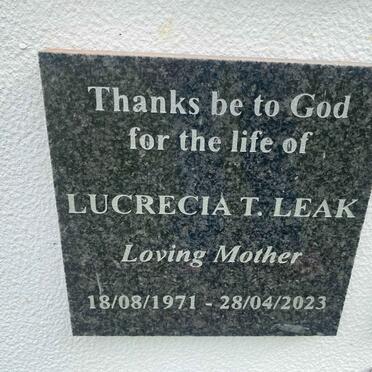 Thanks be to God
for the life of
LUCRECIA T. LEAK
Loving Mother
18/08/1971 - 28/04/2023